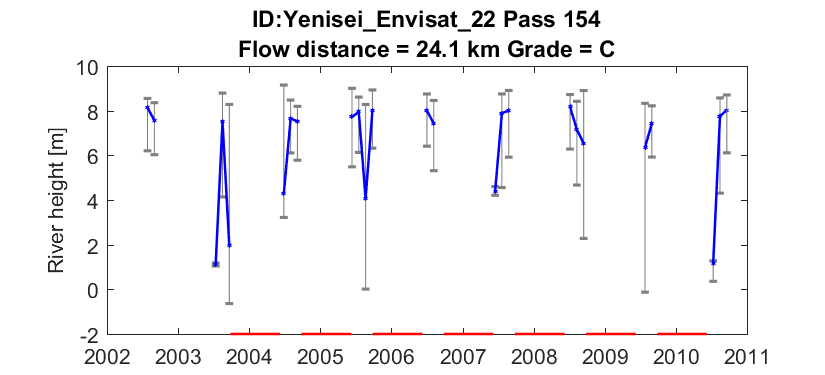 ID:Yenisei_Envisat_22 Pass 154
Flow distance = 24.1 km Grade = C
River height [m]
10
8
6
4
2
0
-2
2002 2003 2004 2005 2006 2007 2008 2009 2010 2011